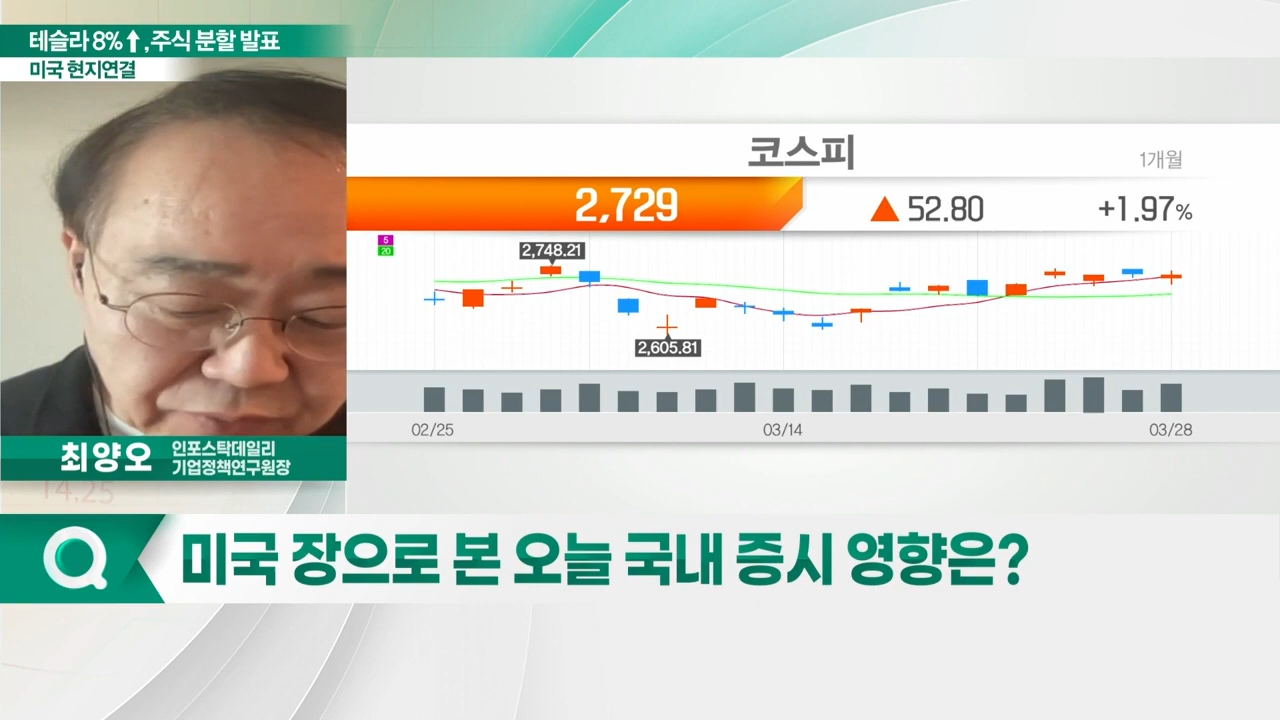 테슬라 8%⬆, 주식 분할 발표
미국 현지연결
코스피
1개월
2,729
▲ 52.80
+1.97%
5
20
2,748.21
2,605.81
02/25
03/14
03/28
최양오
인포스탁데일리
기업정책연구원장
14.25
Q
미국 장으로 본 오늘 국내 증시 영향은?